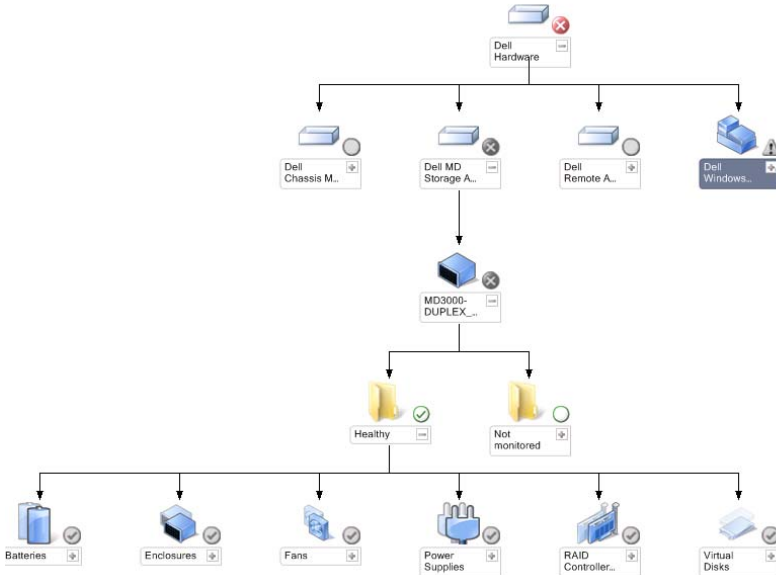 Dell
Hardware
Dell
Chassis M...
Dell MD
Storage A...
Dell
Remote A...
Dell
Windows...
MD3000-
DUPLEX_...
Healthy
Not
monitored
Batteries
Enclosures
Fans
Power
Supplies
RAID
Controller...
Virtual
Disks